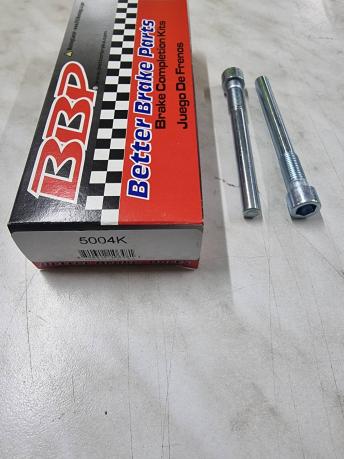 BBP
Better Brake Parts
Brake Completion Kits
Juego De Frenos
5004K